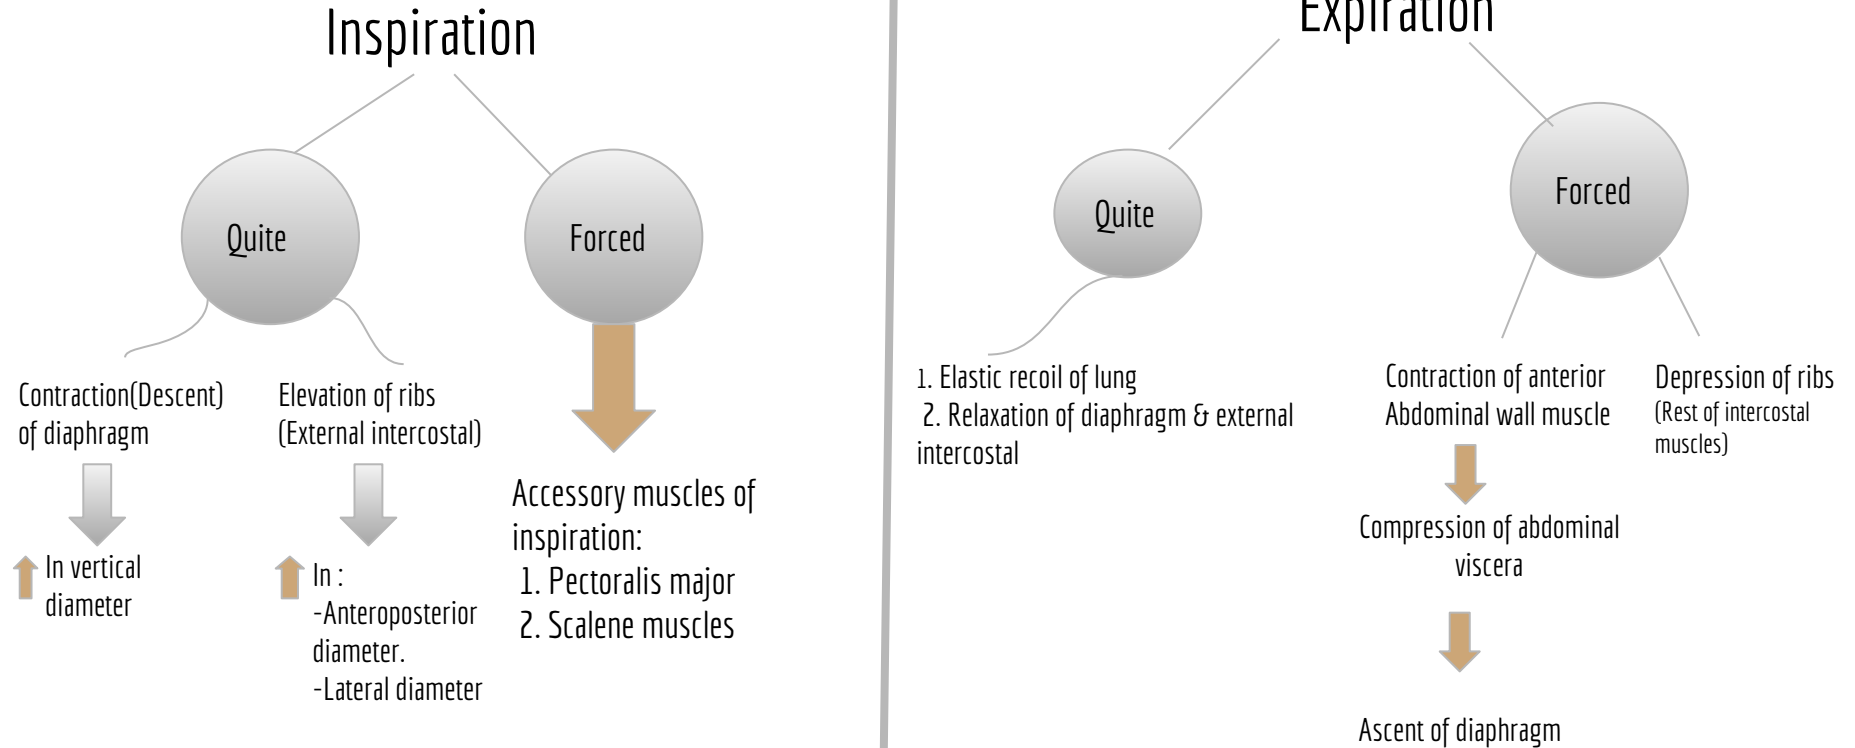 Inspiration
Quite
Forced
Contraction(Descent)
of diaphragm
Elevation of ribs
(External intercostal)
In vertical
diameter
In :
-Anteroposterior
diameter.
-Lateral diameter
Accessory muscles of
inspiration:
1. Pectoralis major
2. Scalene muscles
Expiration
Quite
Forced
1. Elastic recoil of lung
2. Relaxation of diaphragm & external
intercostal
Contraction of anterior
Abdominal wall muscle
Compression of abdominal
viscera
Ascent of diaphragm
Depression of ribs
(Rest of intercostal
muscles)